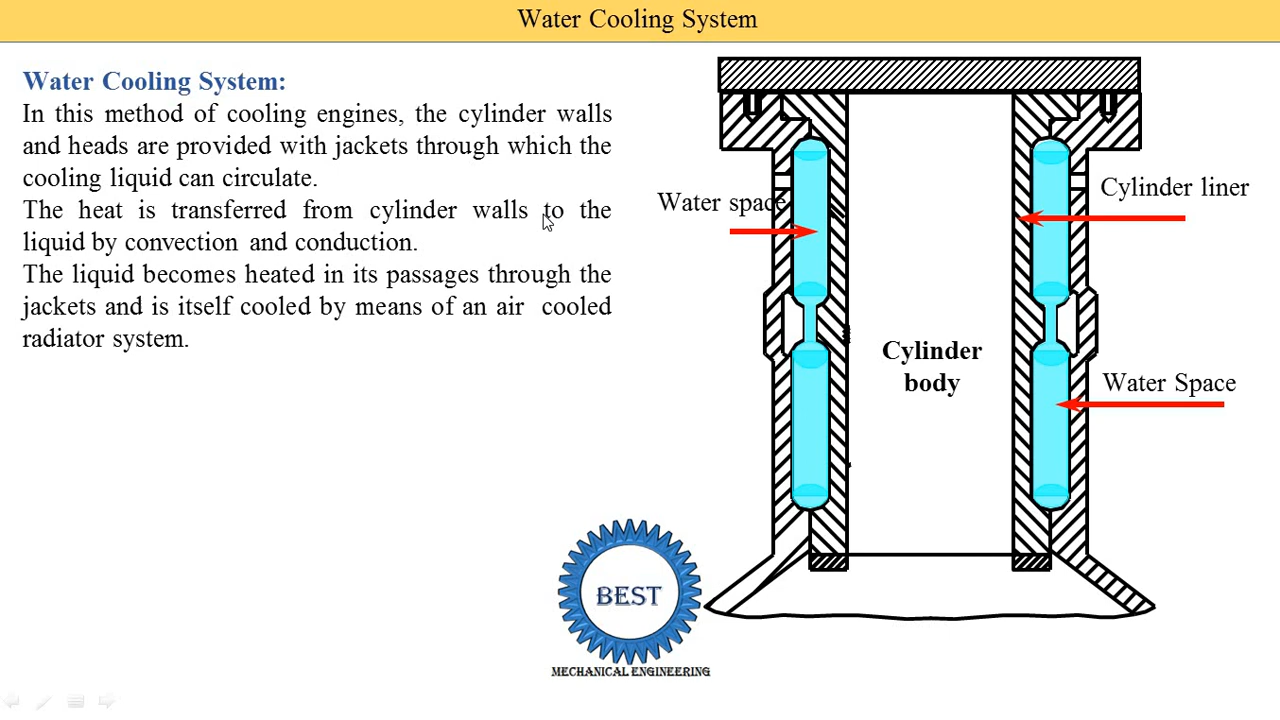 Water Cooling System
Water Cooling System:
In this method of cooling engines, the cylinder walls
and heads are provided with jackets through which the
cooling liquid can circulate.
The heat is transferred from cylinder walls to the
liquid by convection and conduction.
The liquid becomes heated in its passages through the
jackets and is itself cooled by means of an air cooled
radiator system.
Water space
Cylinder liner
Cylinder
body
Water Space
BEST
MECHANICAL ENGINEERING